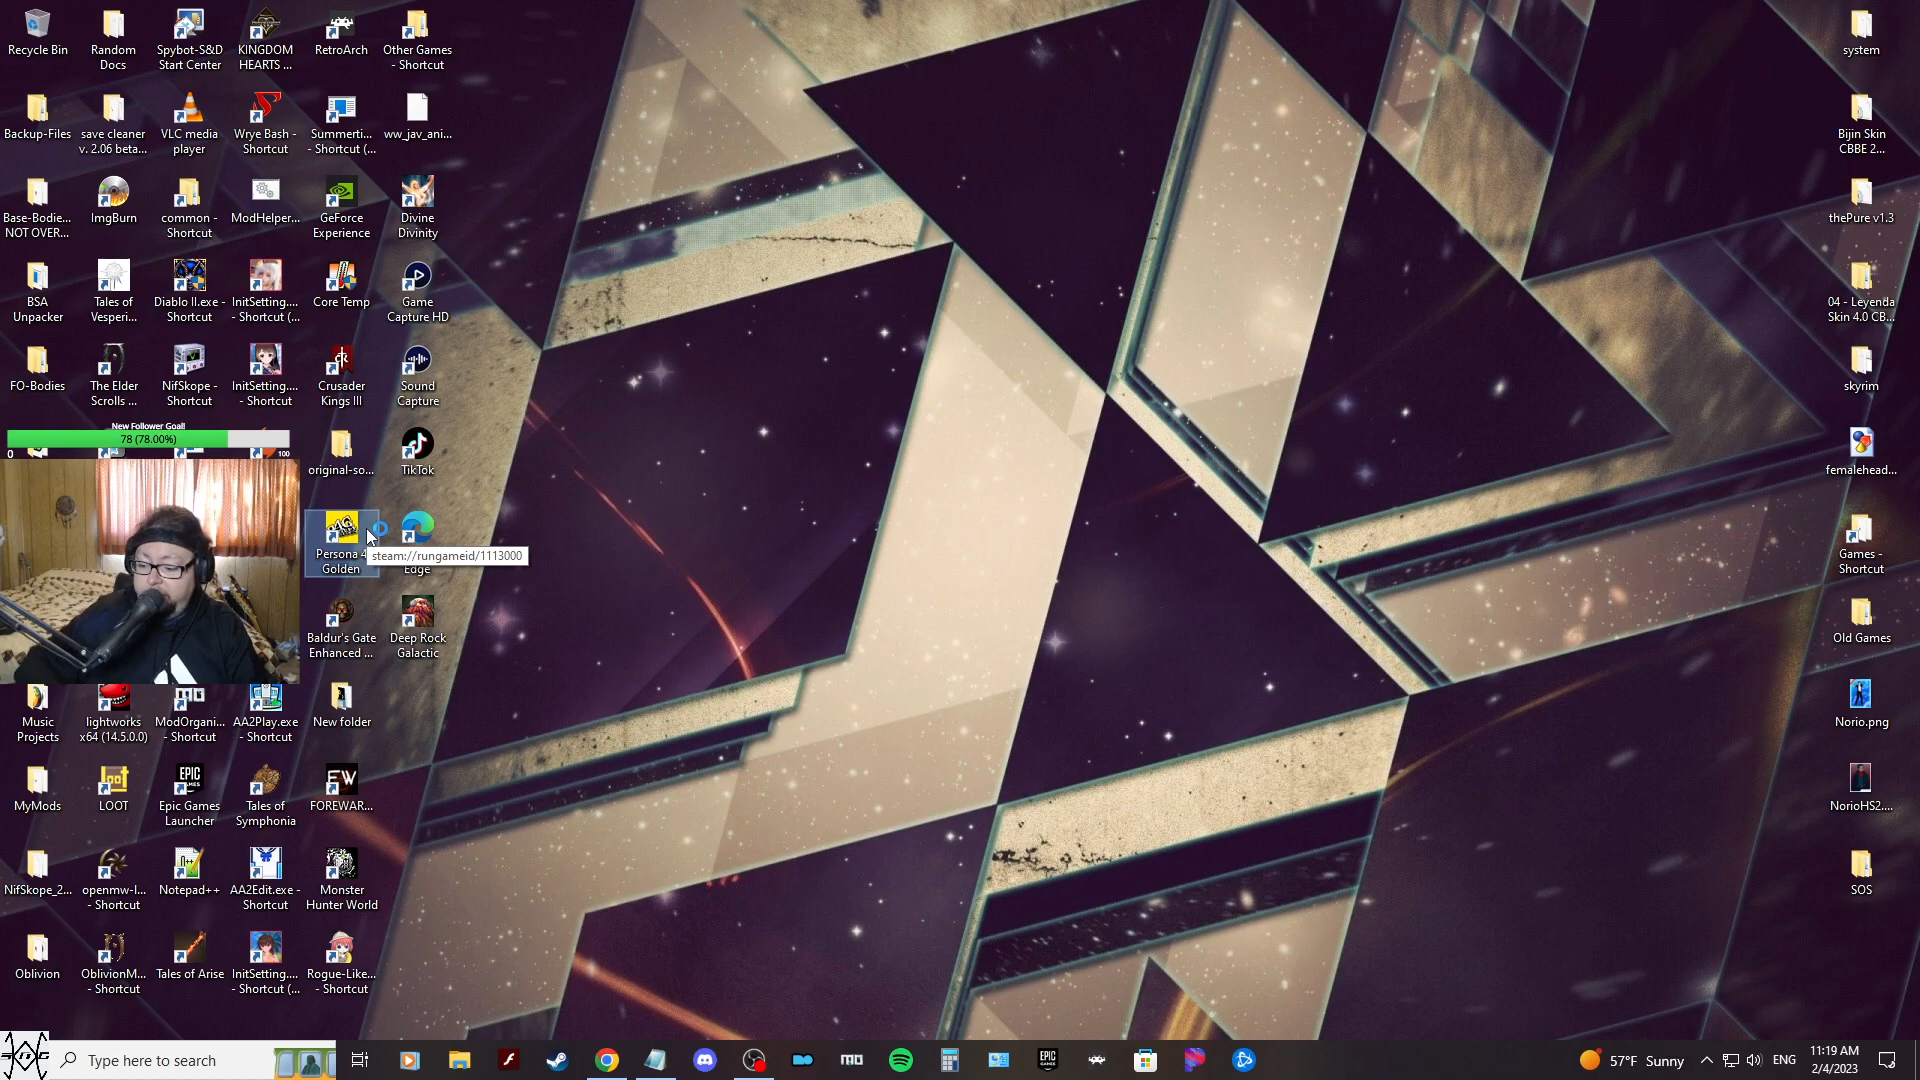 Recycle Bin
Random
Docs
Spybot-S&D
Start Center
KINGDOM
HEARTS ...
RetroArch
Other Games
- Shortcut
Backup-Files
save cleaner
v. 2.06 beta...
VLC media
player
Wrye Bash -
Shortcut
Summerti...
- Shortcut (...
ww_jav_ani...
Base-Bodie...
NOT OVER...
ImgBurn
common -
Shortcut
ModHelper...
GeForce
Experience
Divine
Divinity
BSA
Unpacker
Tales of
Vesperi...
Diablo II.exe -
Shortcut
InitSetting....
- Shortcut (...
Core Temp
Game
Capture HD
FO-Bodies
The Elder
Scrolls ...
NifSkope -
Shortcut
InitSetting....
- Shortcut
Crusader
Kings III
Sound
Capture
New Follower Goal!
78 (78.00%)
0
100
original-so...
TikTok
Persona 4
Golden
Edge
steam://rungameid/1113000
Baldur's Gate
Enhanced ...
Deep Rock
Galactic
Music
Projects
lightworks
x64 (14.5.0.0)
ModOrgani...
- Shortcut
AA2Play.exe
- Shortcut
New folder
MyMods
LOOT
Epic Games
Launcher
Tales of
Symphonia
FOREWAR...
NifSkope_2...
openmw-l...
- Shortcut
Notepad++
AA2Edit.exe -
Shortcut
Monster
Hunter World
Oblivion
OblivionM...
- Shortcut
Tales of Arise
InitSetting....
- Shortcut (...
Rogue-Like...
- Shortcut
system
Bijin Skin
CBBE 2...
thePure v1.3
04 - Leyenda
Skin 4.0 CB...
skyrim
femalehead...
Games -
Shortcut
Old Games
Norio.png
NorioHS2....
SOS
Type here to search
57°F Sunny
ENG
11:19 AM
2/4/2023